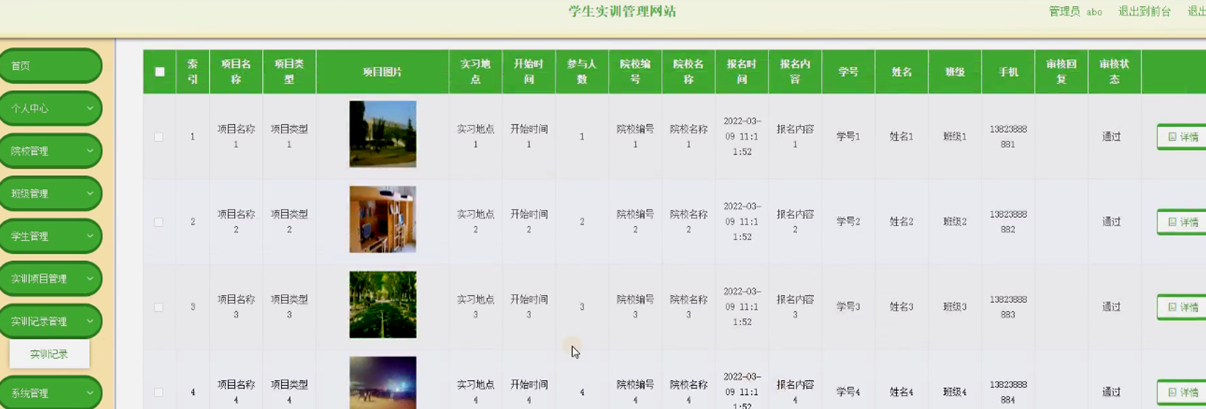 学生实训管理网站
管理员 abo 退出到前台 退出
首页
个人中心
院校管理
班级管理
学生管理
实训项目管理
实训记录管理
实训记录
系统管理
索引 项目名称 项目类型 项目图片 实习地点 开始时间 参与人数 院校编号 院校名称 报名时间 报名内容 学号 姓名 班级 手机 审核回复 审核状态
1 项目名称1 项目类型1 实习地点1 开始时间1 1 院校编号1 院校名称1 2022-03-09 11:11:52 报名内容1 学号1 姓名1 班级1 13823888881 通过 详情
2 项目名称2 项目类型2 实习地点2 开始时间2 2 院校编号2 院校名称2 2022-03-09 11:11:52 报名内容2 学号2 姓名2 班级2 13823888882 通过 详情
3 项目名称3 项目类型3 实习地点3 开始时间3 3 院校编号3 院校名称3 2022-03-09 11:11:52 报名内容3 学号3 姓名3 班级3 13823888883 通过 详情
4 项目名称4 项目类型4 实习地点4 开始时间4 4 院校编号4 院校名称4 2022-03-09 11:11:52 报名内容4 学号4 姓名4 班级4 13823888884 通过 详情